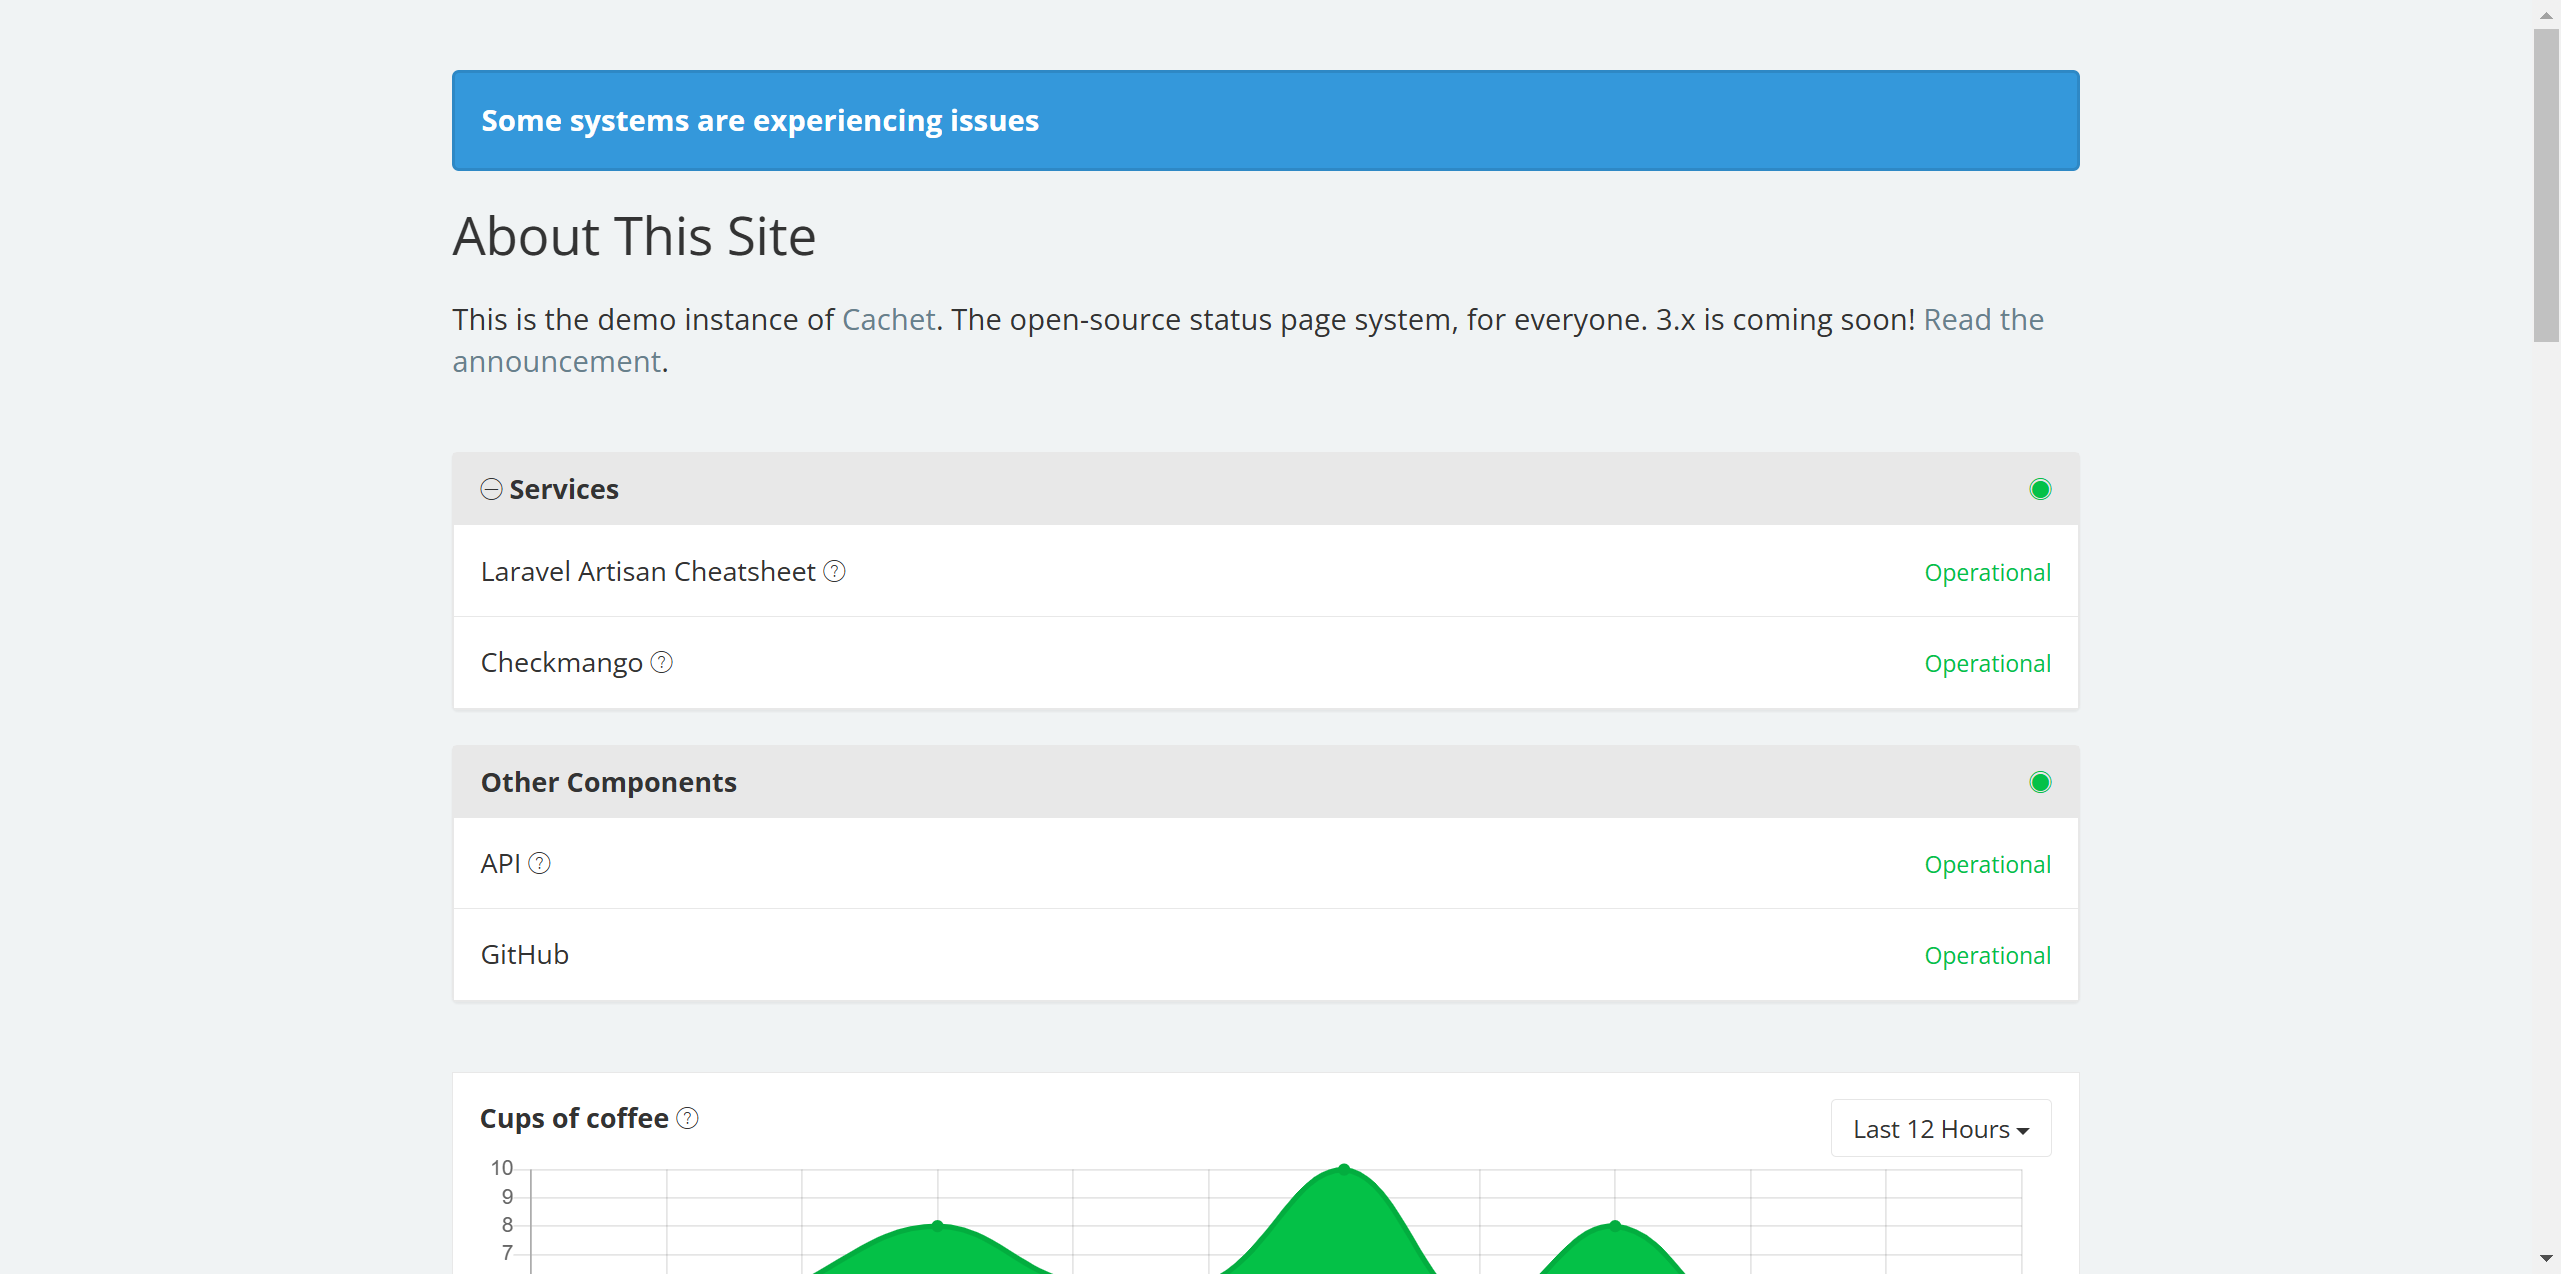 Some systems are experiencing issues
About This Site
This is the demo instance of Cachet. The open-source status page system, for everyone. 3.x is coming soon! Read the
announcement.
Services
Laravel Artisan Cheatsheet ? Operational
Checkmango ? Operational
Other Components
API ? Operational
GitHub Operational
Cups of coffee ? Last 12 Hours
10
9
8
7